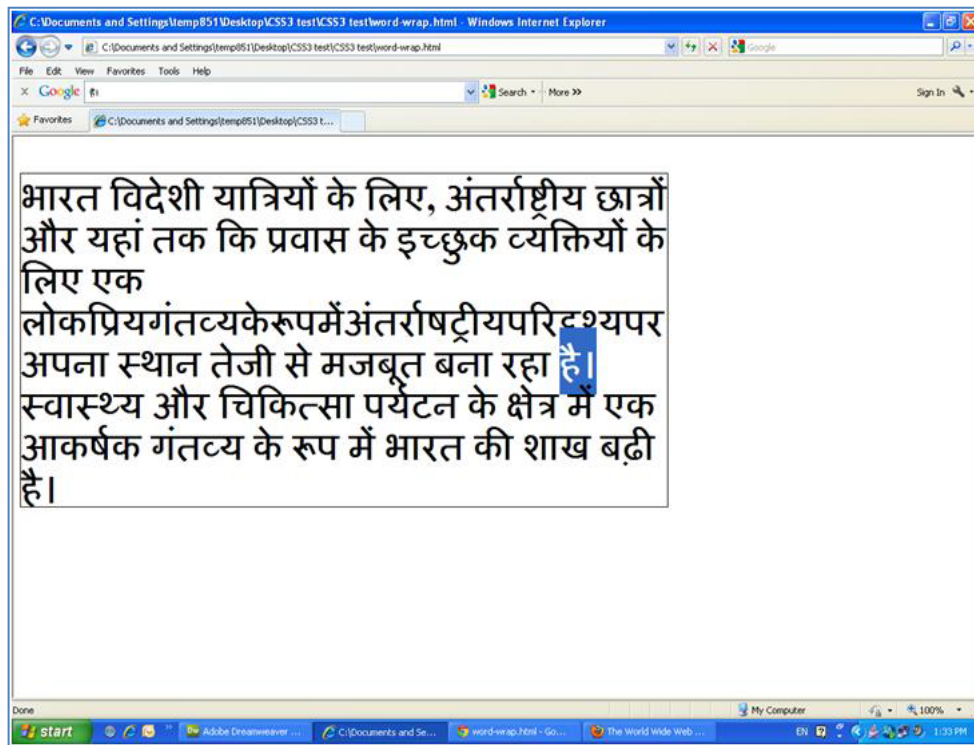 C:\Documents and Settings\temp851\Desktop\CSS3 test\CSS3 test\word-wrap.html - Windows Internet Explorer
C:\Documents and Settings\temp851\Desktop\CSS3 test\CSS3 test\word-wrap.html
Google
File Edit View Favorites Tools Help
x Google है। Search More >> Sign In
Favorites C:\Documents and Settings\temp851\Desktop\CSS3 t...
भारत विदेशी यात्रियों के लिए, अंतर्राष्ट्रीय छात्रों
और यहां तक कि प्रवास के इच्छुक व्यक्तियों के
लिए एक
लोकप्रियगंतव्यकेरूपमेंअंतर्राषट्रीयपरिदृश्यपर
अपना स्थान तेजी से मजबूत बना रहा है।
स्वास्थ्य और चिकित्सा पर्यटन के क्षेत्र में एक
आकर्षक गंतव्य के रूप में भारत की शाख बढ़ी
है।
Done My Computer 100%
start Adobe Dreamweaver ... C:\Documents and Se... word-wrap.html - Go... The World Wide Web ... EN 1:33 PM